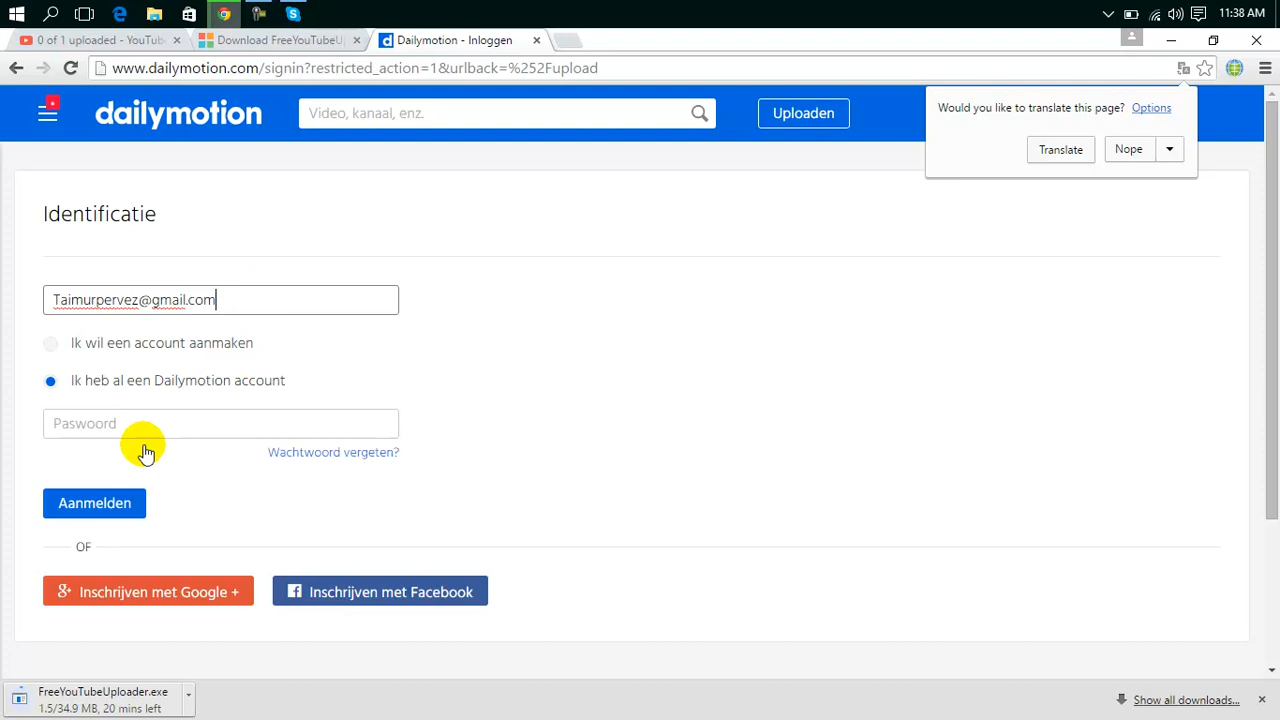 11:38 AM
0 of 1 uploaded - YouTub
Download FreeYouTubeUp
Dailymotion - Inloggen
www.dailymotion.com/signin?restricted_action=1&urlback=%252Fupload
dailymotion
Video, kanaal, enz.
Uploaden
Would you like to translate this page? Options
Translate
Nope
Identificatie
Taimurpervez@gmail.com
Ik wil een account aanmaken
Ik heb al een Dailymotion account
Paswoord
Wachtwoord vergeten?
Aanmelden
OF
Inschrijven met Google +
Inschrijven met Facebook
FreeYouTubeUploader.exe
1.5/34.9 MB, 20 mins left
Show all downloads...